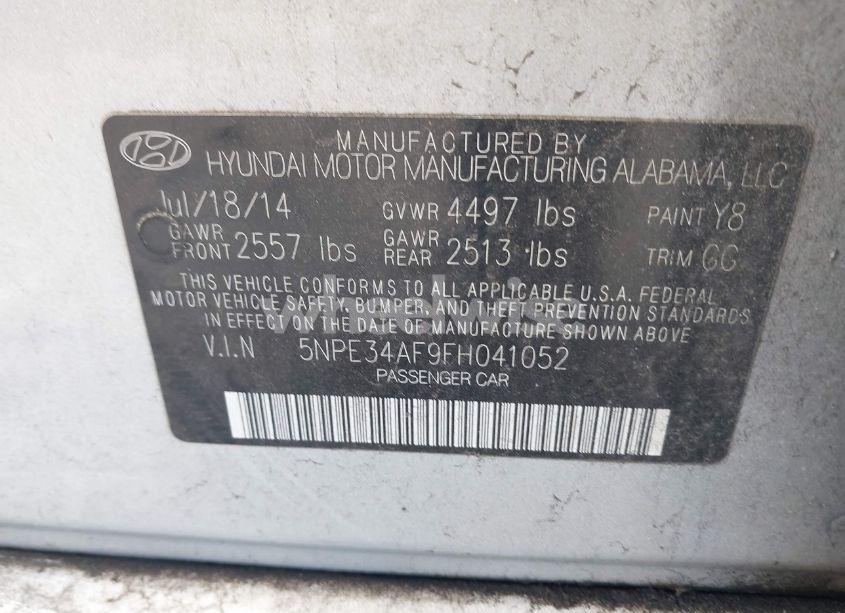 MANUFACTURED BY
HYUNDAI MOTOR MANUFACTURING ALABAMA, LLC
Jul/18/14 GVWR 4497 lbs PAINT Y8
GAWR FRONT 2557 lbs GAWR REAR 2513 lbs TRIM GG
THIS VEHICLE CONFORMS TO ALL APPLICABLE U.S.A. FEDERAL
MOTOR VEHICLE SAFETY, BUMPER, AND THEFT PREVENTION STANDARDS
IN EFFECT ON THE DATE OF MANUFACTURE SHOWN ABOVE
V.I.N 5NPE34AF9FH041052
PASSENGER CAR